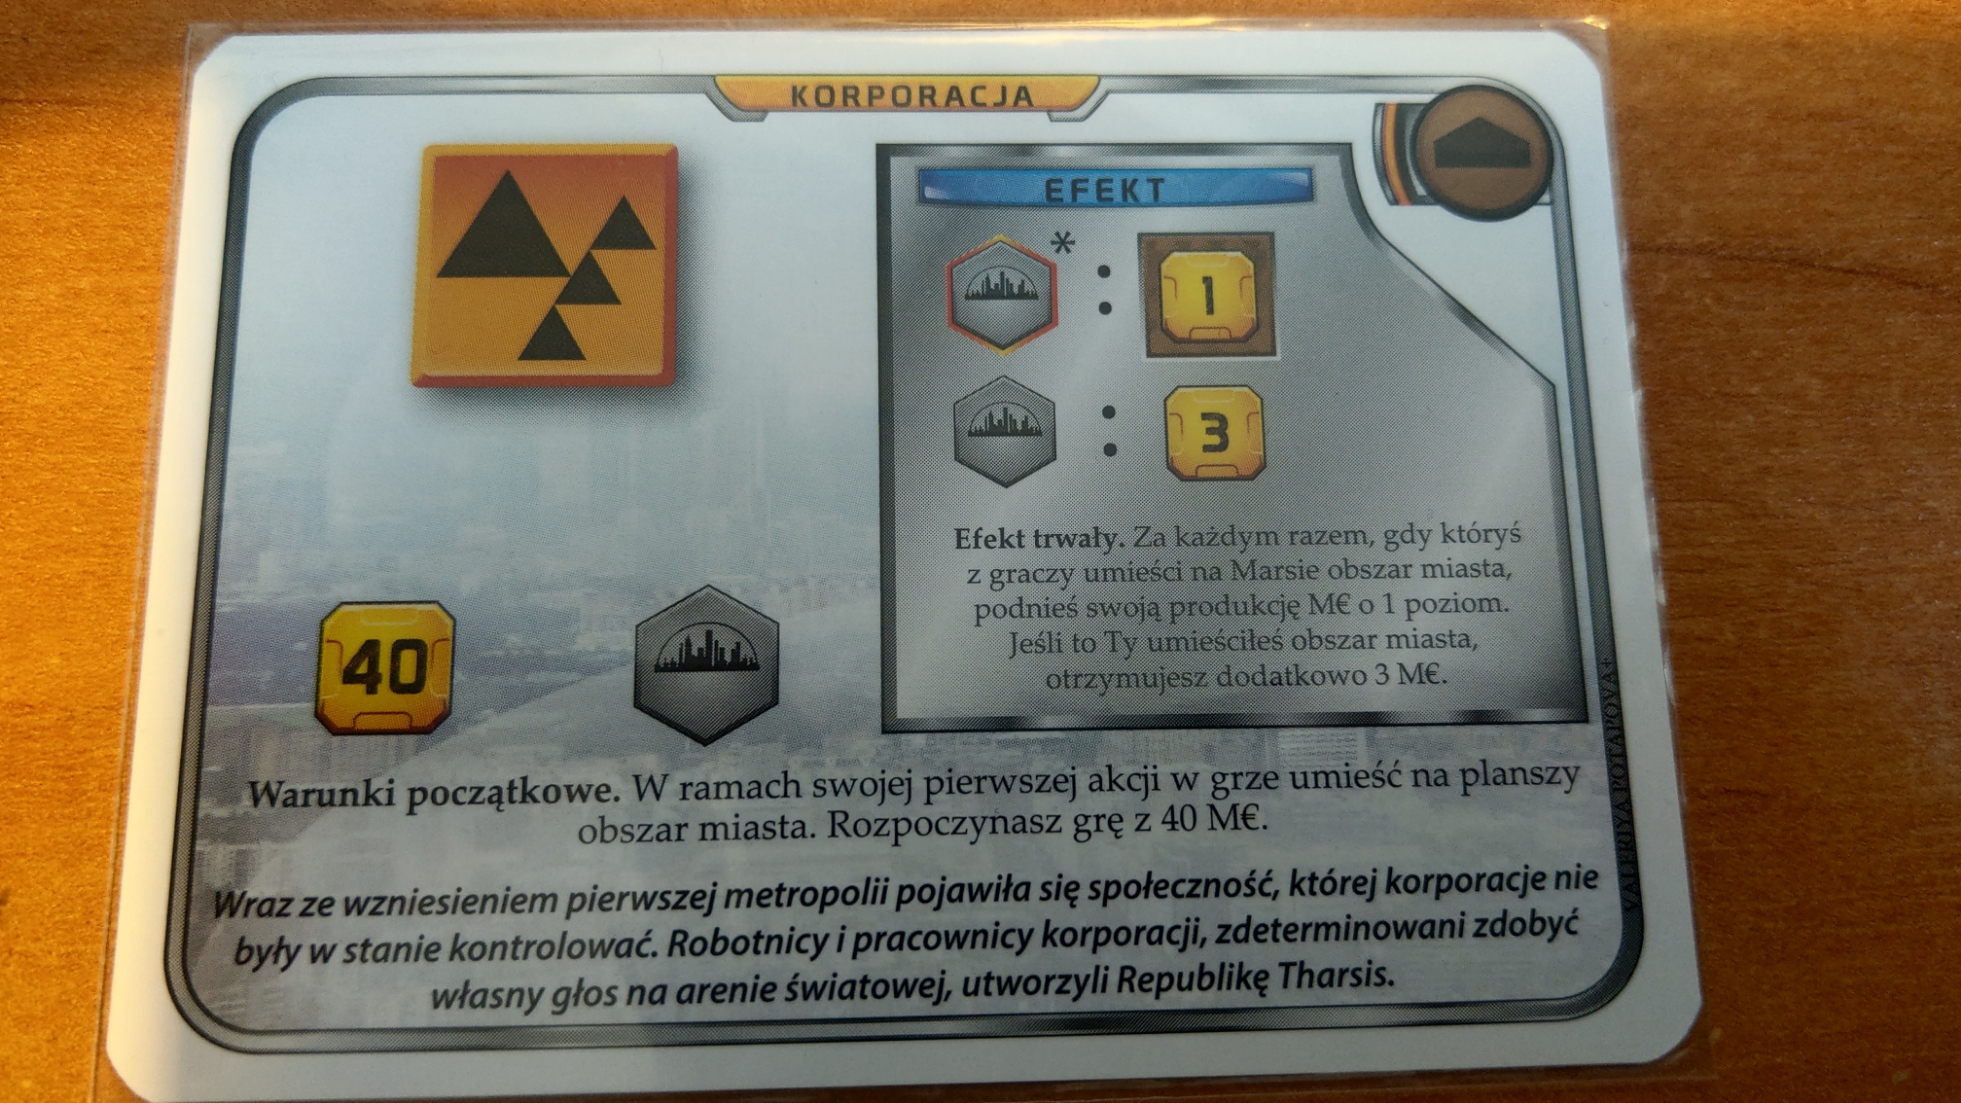 KORPORACJA
EFEKT
*
:
1
:
3
Efekt trwały. Za każdym razem, gdy któryś
z graczy umieści na Marsie obszar miasta,
podnieś swoją produkcję M€ o 1 poziom.
Jeśli to Ty umieściłeś obszar miasta,
otrzymujesz dodatkowo 3 M€.
40
Warunki początkowe. W ramach swojej pierwszej akcji w grze umieść na planszy
obszar miasta. Rozpoczynasz grę z 40 M€.
Wraz ze wzniesieniem pierwszej metropolii pojawiła się społeczność, której korporacje nie
były w stanie kontrolować. Robotnicy i pracownicy korporacji, zdeterminowani zdobyć
własny głos na arenie światowej, utworzyli Republikę Tharsis.